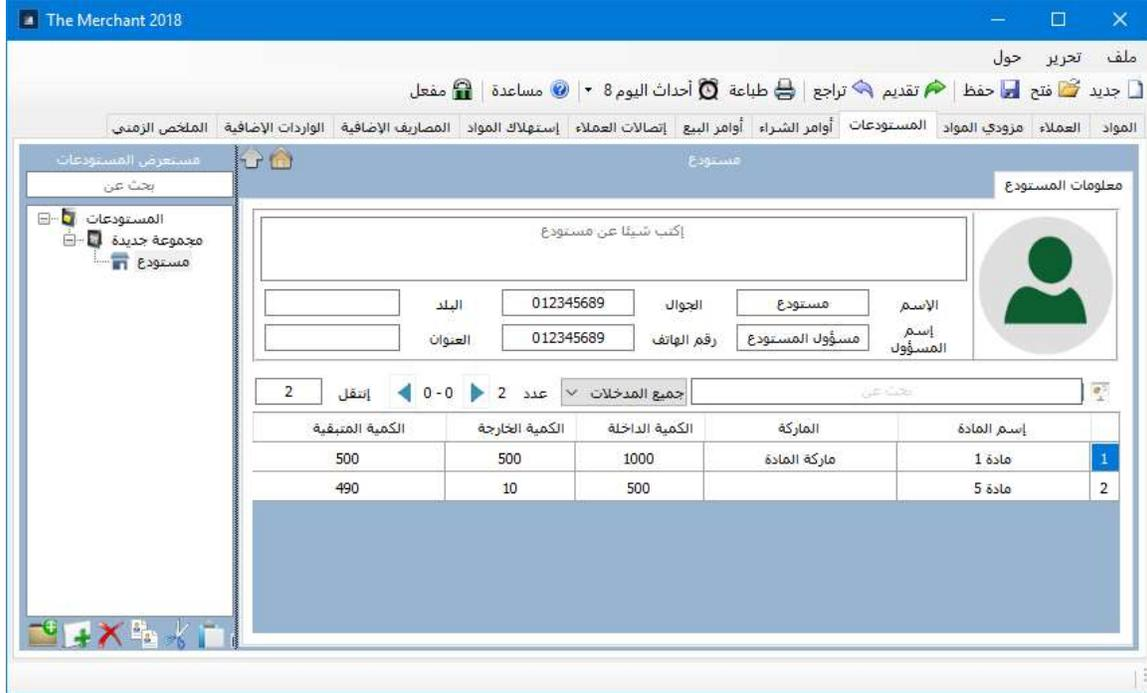 The Merchant 2018
ملف تحرير حول
جديد فتح حفظ تقديم تراجع طباعة أحداث اليوم 8 مساعدة مفعل
المواد العملاء مزودي المواد المستودعات أوامر الشراء أوامر البيع إتصالات العملاء إستهلاك المواد المصاريف الإضافية الواردات الإضافية الملخص الزمني
مستودع
مستعرض المستودعات
معلومات المستودع
بحث عن
المستودعات
مجموعة جديدة
مستودع
إكتب شيئا عن مستودع
الإسم مستودع الجوال 012345689 البلد
إسم المسؤول مسؤول المستودع رقم الهاتف 012345689 العنوان
بحث عن جميع المدخلات عدد 2 0 - 0 إنتقل 2
إسم المادة الماركة الكمية الداخلة الكمية الخارجة الكمية المتبقية
1 مادة 1 ماركة المادة 1000 500 500
2 مادة 5 500 10 490